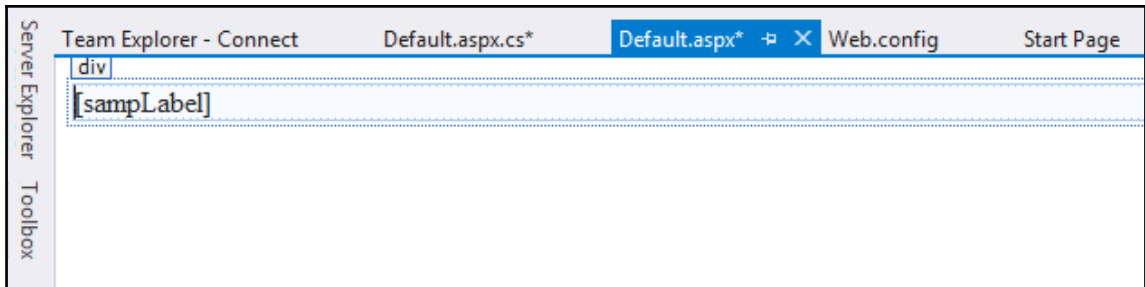 Server Explorer
Toolbox
Team Explorer - Connect Default.aspx.cs* Default.aspx* Web.config Start Page
div
[sampLabel]